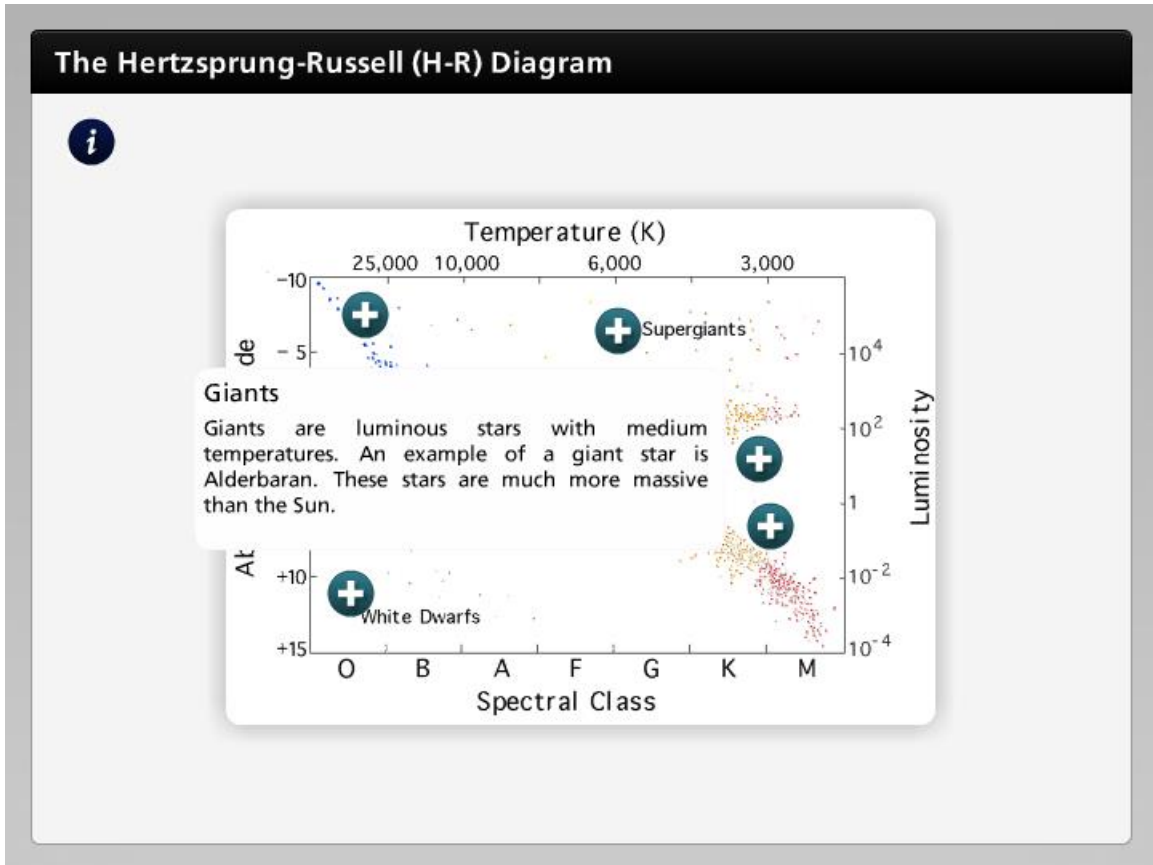 The Hertzsprung-Russell (H-R) Diagram
i
Temperature (K)
25,000 10,000 6,000 3,000
−10
− 5
+10
+15
Supergiants
10⁴
10²
1
10⁻²
10⁻⁴
Luminosity
Giants
Giants are luminous stars with medium
temperatures. An example of a giant star is
Alderbaran. These stars are much more massive
than the Sun.
White Dwarfs
O B A F G K M
Spectral Class